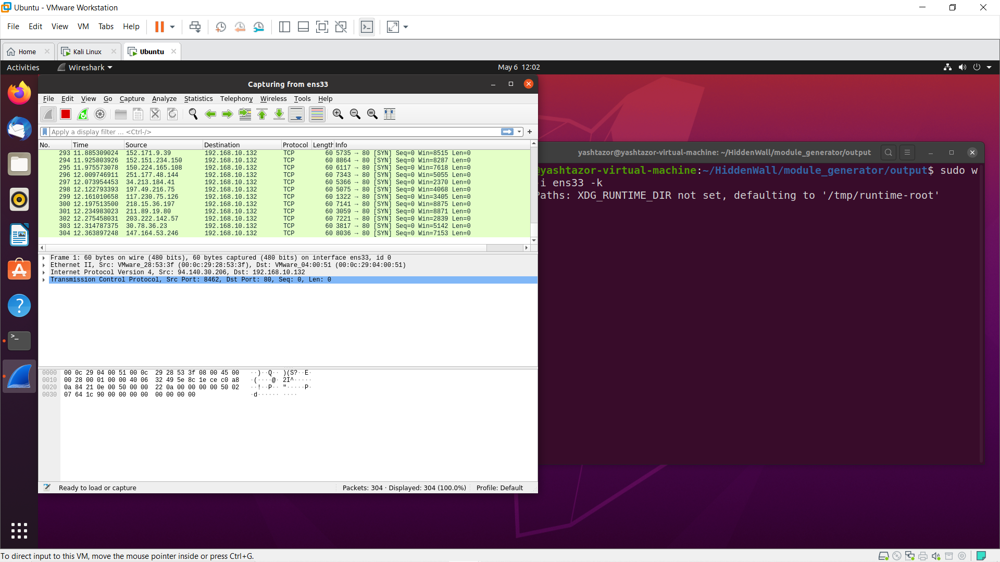 Ubuntu - VMware Workstation
File Edit View VM Tabs Help
Home Kali Linux Ubuntu
Activities Wireshark May 6 12:02
Capturing from ens33
File Edit View Go Capture Analyze Statistics Telephony Wireless Tools Help
Apply a display filter ... <Ctrl-/>
No. Time Source Destination Protocol Length Info
293 11.885309024 152.171.9.39 192.168.10.132 TCP 60 5735 → 80 [SYN] Seq=0 Win=8515 Len=0
294 11.925803926 152.151.234.150 192.168.10.132 TCP 60 8864 → 80 [SYN] Seq=0 Win=8287 Len=0
295 11.975573078 150.224.165.108 192.168.10.132 TCP 60 6117 → 80 [SYN] Seq=0 Win=7618 Len=0
296 12.009746911 251.177.48.144 192.168.10.132 TCP 60 7343 → 80 [SYN] Seq=0 Win=5055 Len=0
297 12.073954453 34.213.184.41 192.168.10.132 TCP 60 5366 → 80 [SYN] Seq=0 Win=2370 Len=0
298 12.122793393 197.49.216.75 192.168.10.132 TCP 60 5075 → 80 [SYN] Seq=0 Win=4068 Len=0
299 12.161010658 117.230.75.126 192.168.10.132 TCP 60 1322 → 80 [SYN] Seq=0 Win=3405 Len=0
300 12.197513500 218.15.36.197 192.168.10.132 TCP 60 7141 → 80 [SYN] Seq=0 Win=8875 Len=0
301 12.234983023 211.89.19.80 192.168.10.132 TCP 60 3059 → 80 [SYN] Seq=0 Win=8871 Len=0
302 12.275458031 203.222.142.57 192.168.10.132 TCP 60 7221 → 80 [SYN] Seq=0 Win=2839 Len=0
303 12.314787375 30.78.36.23 192.168.10.132 TCP 60 3817 → 80 [SYN] Seq=0 Win=5142 Len=0
304 12.363897248 147.164.53.246 192.168.10.132 TCP 60 8036 → 80 [SYN] Seq=0 Win=7153 Len=0
Frame 1: 60 bytes on wire (480 bits), 60 bytes captured (480 bits) on interface ens33, id 0
Ethernet II, Src: VMware_28:53:3f (00:0c:29:28:53:3f), Dst: VMware_04:00:51 (00:0c:29:04:00:51)
Internet Protocol Version 4, Src: 94.140.30.206, Dst: 192.168.10.132
Transmission Control Protocol, Src Port: 8462, Dst Port: 80, Seq: 0, Len: 0
0000 00 0c 29 04 00 51 00 0c 29 28 53 3f 08 00 45 00 ··)··Q·· )(S?··E·
0010 00 28 00 01 00 00 40 06 32 49 5e 8c 1e ce c0 a8 ·(····@· 2I^·····
0020 0a 84 21 0e 00 50 00 00 22 0a 00 00 00 00 50 02 ··!··P·· "·····P·
0030 07 64 1c 90 00 00 00 00 00 00 00 00 ·d······ ····
Ready to load or capture Packets: 304 · Displayed: 304 (100.0%) Profile: Default
yashtazor@yashtazor-virtual-machine: ~/HiddenWall/module_generator/output
@yashtazor-virtual-machine:~/HiddenWall/module_generator/output$ sudo w
-i ens33 -k
Paths: XDG_RUNTIME_DIR not set, defaulting to '/tmp/runtime-root'
To direct input to this VM, move the mouse pointer inside or press Ctrl+G.